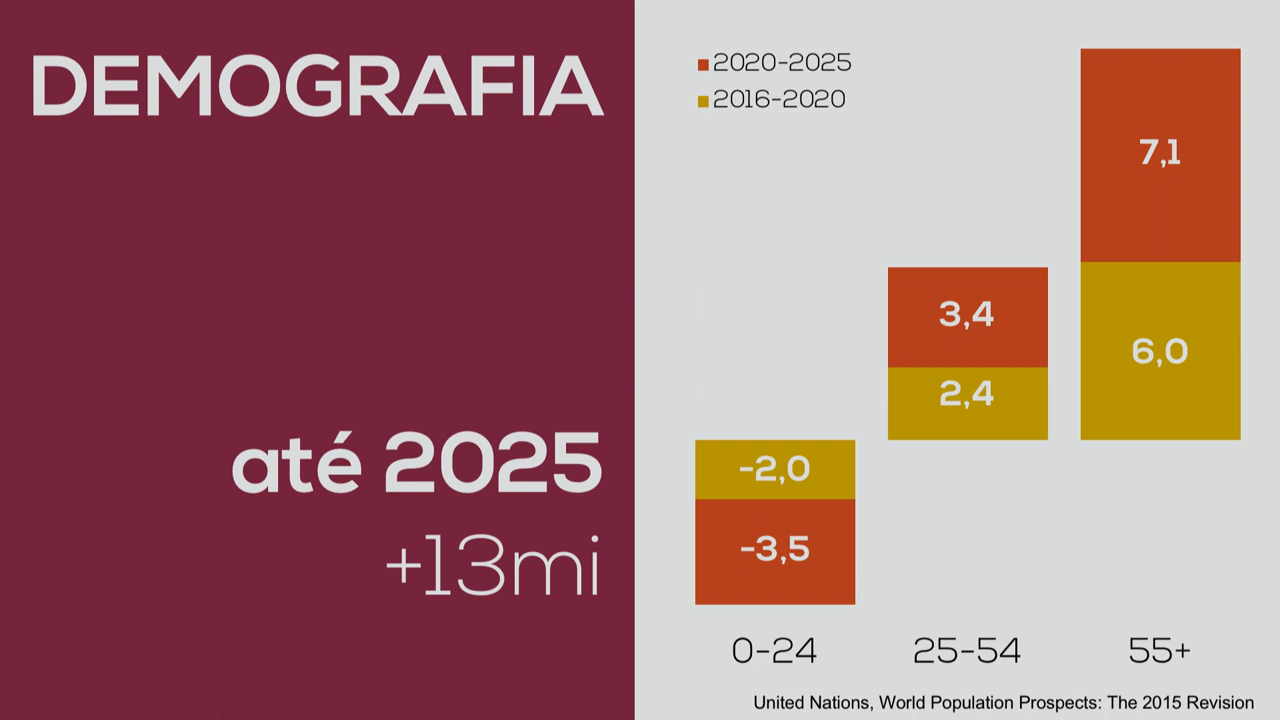 DEMOGRAFIA
até 2025
+13mi
2020-2025
2016-2020
7,1
3,4
6,0
2,4
-2,0
-3,5
0-24
25-54
55+
United Nations, World Population Prospects: The 2015 Revision